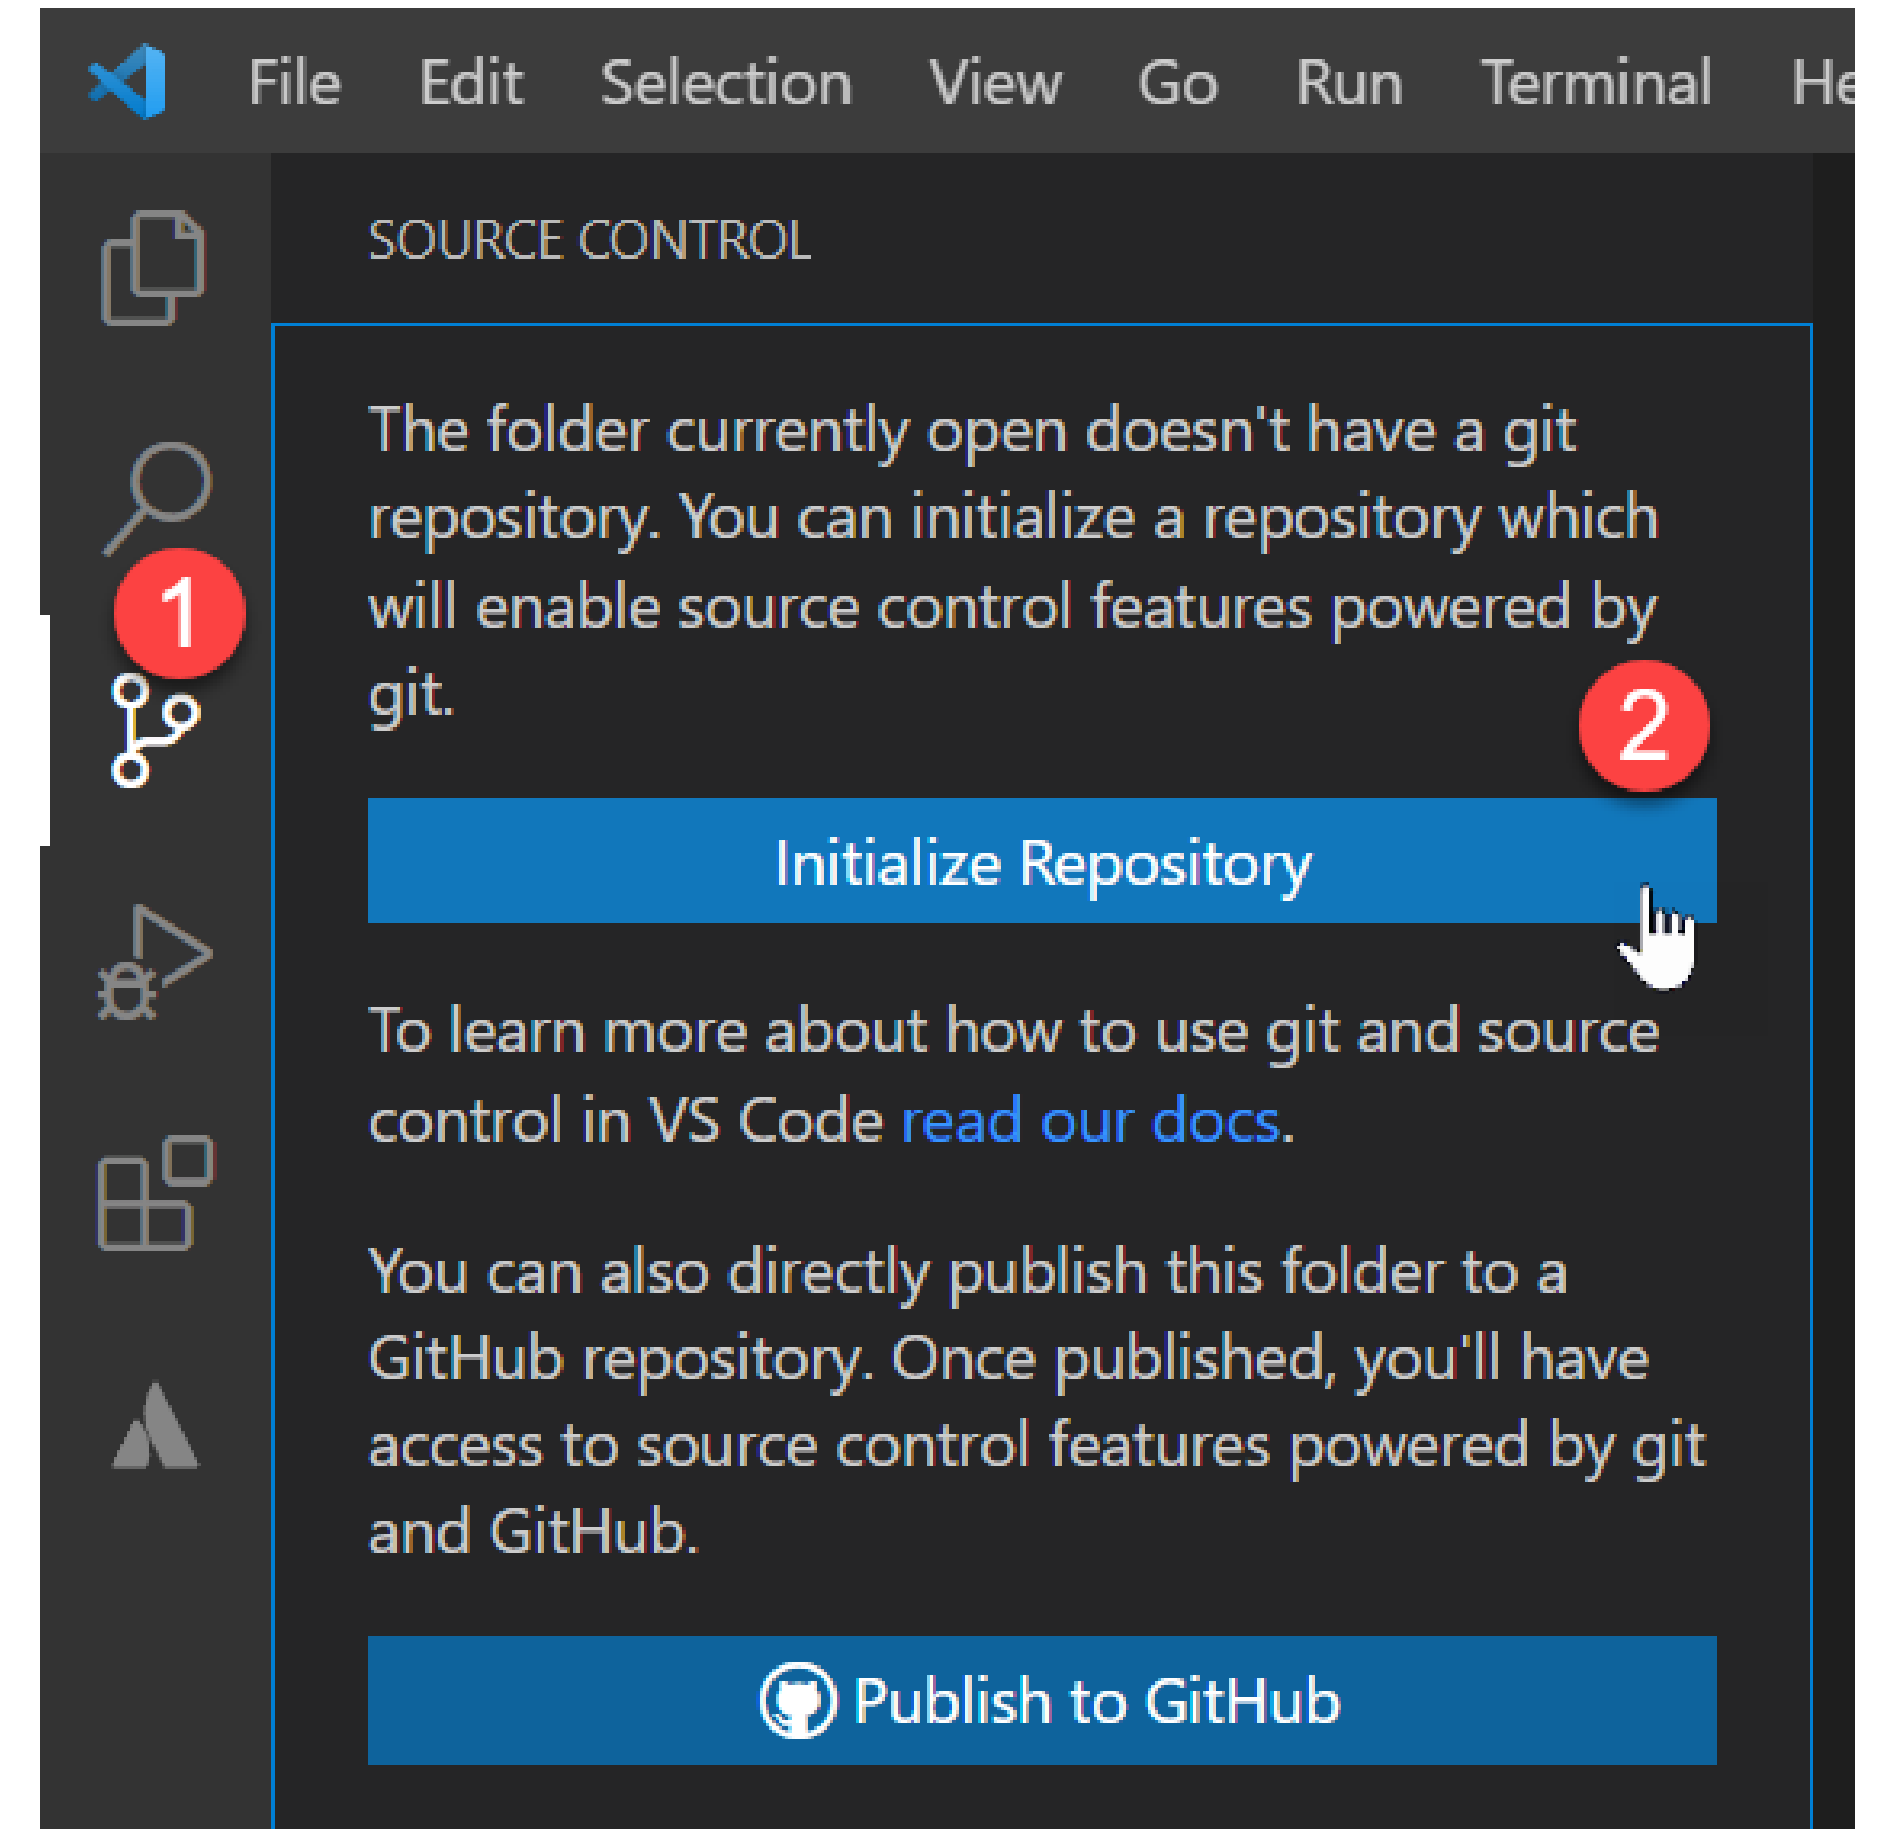 File Edit Selection View Go Run Terminal He
SOURCE CONTROL
The folder currently open doesn't have a git
repository. You can initialize a repository which
1
will enable source control features powered by
git.
2
Initialize Repository
To learn more about how to use git and source
control in VS Code read our docs.
You can also directly publish this folder to a
GitHub repository. Once published, you'll have
access to source control features powered by git
and GitHub.
Publish to GitHub